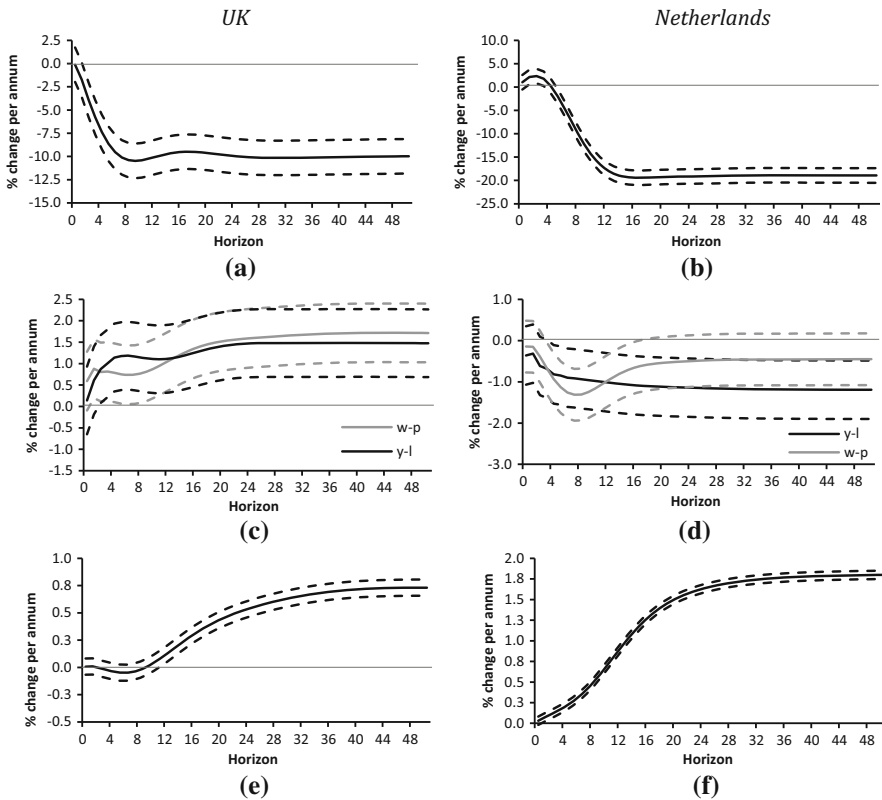 UK
Netherlands
% change per annum
2.5
0.0
-2.5
-5.0
-7.5
-10.0
-12.5
-15.0
0 4 8 12 16 20 24 28 32 36 40 44 48
Horizon
(a)
% change per annum
10.0
5.0
0.0
-5.0
-10.0
-15.0
-20.0
-25.0
0 4 8 12 16 20 24 28 32 36 40 44 48
Horizon
(b)
% change per annum
2.5
2.0
1.5
1.0
0.5
0.0
0.5
1.0
1.5
w-p
y-l
0 4 8 12 16 20 24 28 32 36 40 44 48
Horizon
(c)
% change per annum
1.0
0.0
-1.0
-2.0
-3.0
y-l
w-p
0 4 8 12 16 20 24 28 32 36 40 44 48
Horizon
(d)
% change per annum
1.0
0.8
0.5
0.3
0.0
-0.3
-0.5
0 4 8 12 16 20 24 28 32 36 40 44 48
Horizon
(e)
% change per annum
2.0
1.8
1.5
1.3
1.0
0.8
0.5
0.3
0.0
0 4 8 12 16 20 24 28 32 36 40 44 48
Horizon
(f)